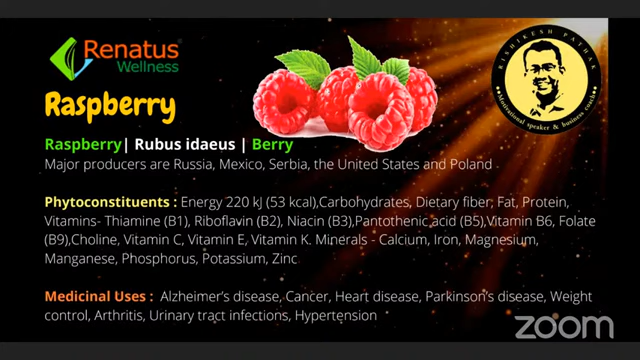 Renatus®
Wellness
RISHIKESH PATHAK
Motivational speaker & business coach
Raspberry
Raspberry| Rubus idaeus | Berry
Major producers are Russia, Mexico, Serbia, the United States and Poland
Phytoconstituents : Energy 220 kJ (53 kcal),Carbohydrates, Dietary fiber, Fat, Protein,
Vitamins- Thiamine (B1), Riboflavin (B2), Niacin (B3),Pantothenic acid (B5),Vitamin B6, Folate
(B9),Choline, Vitamin C, Vitamin E, Vitamin K. Minerals - Calcium, Iron, Magnesium,
Manganese, Phosphorus, Potassium, Zinc
Medicinal Uses : Alzheimer's disease, Cancer, Heart disease, Parkinson's disease, Weight
control, Arthritis, Urinary tract infections, Hypertension
zoom